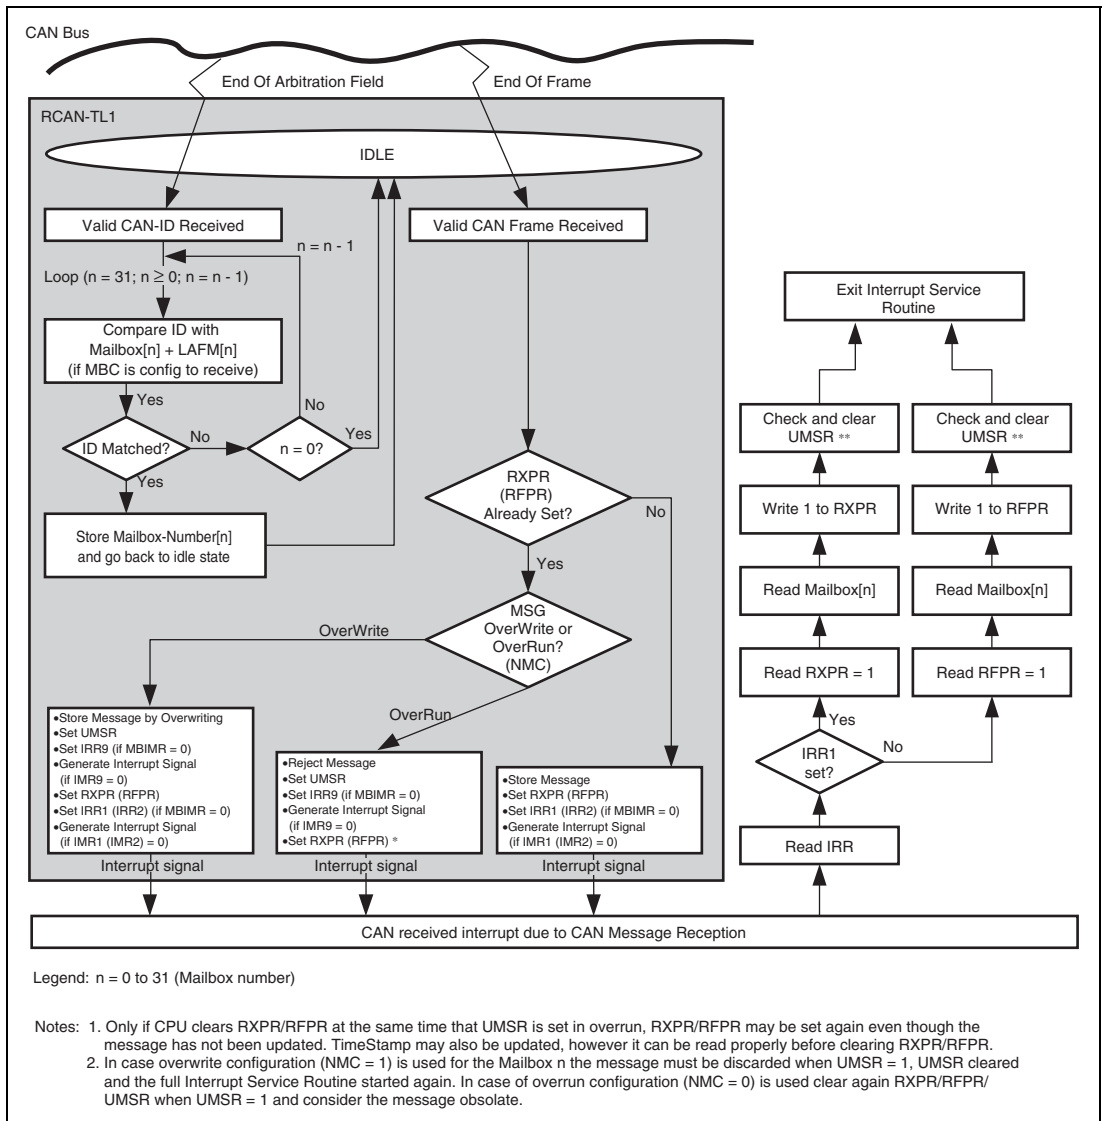 CAN Bus
End Of Arbitration Field
End Of Frame
RCAN-TL1
IDLE
Valid CAN-ID Received
Valid CAN Frame Received
n = n - 1
Loop (n = 31; n ≥ 0; n = n - 1)
Compare ID with
Mailbox[n] + LAFM[n]
(if MBC is config to receive)
Yes
ID Matched?
No
n = 0?
No
Yes
Yes
Store Mailbox-Number[n]
and go back to idle state
RXPR
(RFPR)
Already Set?
No
Yes
MSG
OverWrite or
OverRun?
(NMC)
OverWrite
OverRun
•Store Message by Overwriting
•Set UMSR
•Set IRR9 (if MBIMR = 0)
•Generate Interrupt Signal
(if IMR9 = 0)
•Set RXPR (RFPR)
•Set IRR1 (IRR2) (if MBIMR = 0)
•Generate Interrupt Signal
(if IMR1 (IMR2) = 0)
Interrupt signal
•Reject Message
•Set UMSR
•Set IRR9 (if MBIMR = 0)
•Generate Interrupt Signal
(if IMR9 = 0)
•Set RXPR (RFPR) *
Interrupt signal
•Store Message
•Set RXPR (RFPR)
•Set IRR1 (IRR2) (if MBIMR = 0)
•Generate Interrupt Signal
(if IMR1 (IMR2) = 0)
Interrupt signal
Exit Interrupt Service
Routine
Check and clear
UMSR **
Check and clear
UMSR **
Write 1 to RXPR
Write 1 to RFPR
Read Mailbox[n]
Read Mailbox[n]
Read RXPR = 1
Read RFPR = 1
Yes
IRR1
set?
No
Read IRR
CAN received interrupt due to CAN Message Reception
Legend: n = 0 to 31 (Mailbox number)
Notes: 1. Only if CPU clears RXPR/RFPR at the same time that UMSR is set in overrun, RXPR/RFPR may be set again even though the
message has not been updated. TimeStamp may also be updated, however it can be read properly before clearing RXPR/RFPR.
2. In case overwrite configuration (NMC = 1) is used for the Mailbox n the message must be discarded when UMSR = 1, UMSR cleared
and the full Interrupt Service Routine started again. In case of overrun configuration (NMC = 0) is used clear again RXPR/RFPR/
UMSR when UMSR = 1 and consider the message obsolate.